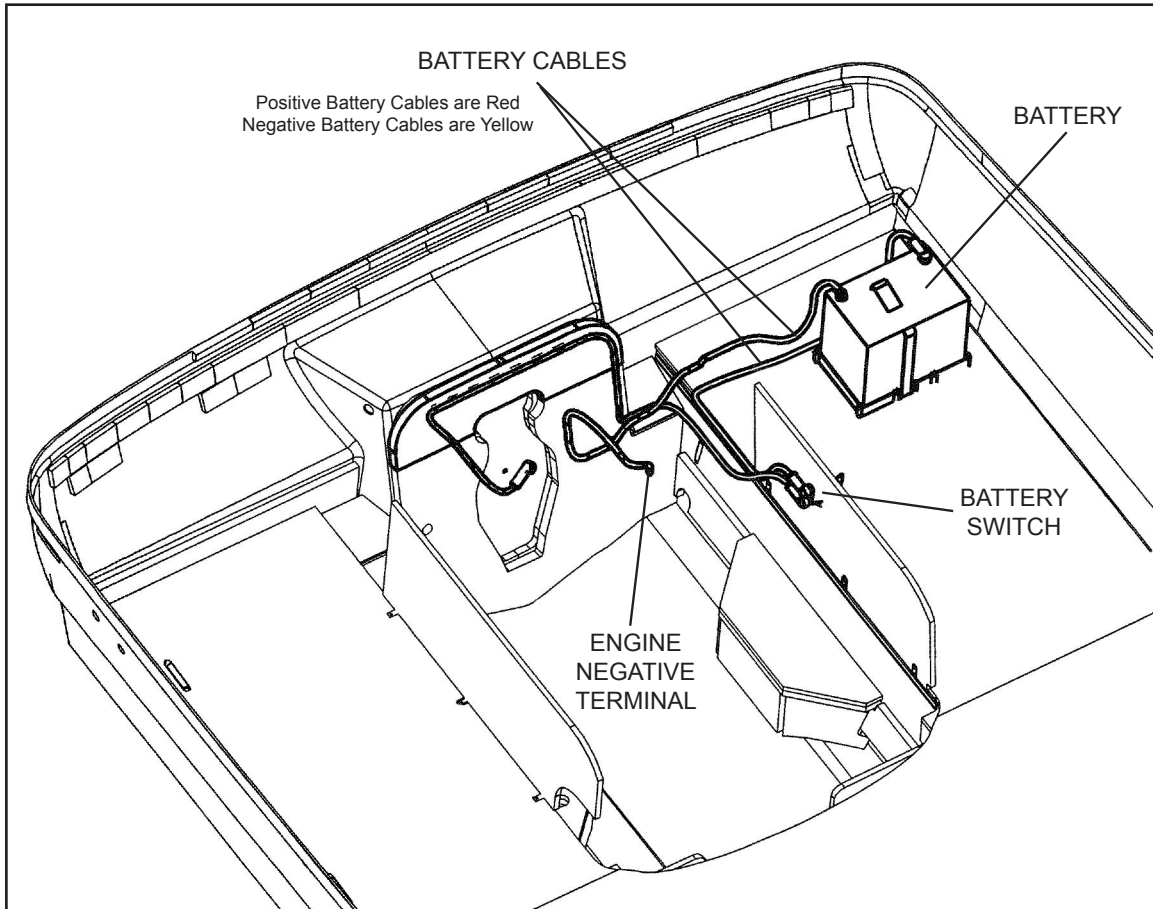 BATTERY CABLES
Positive Battery Cables are Red
Negative Battery Cables are Yellow
BATTERY
BATTERY
SWITCH
ENGINE
NEGATIVE
TERMINAL